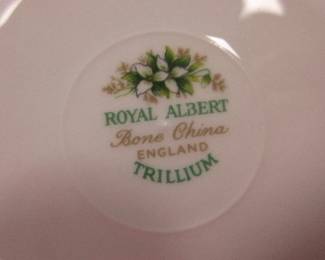 ROYAL ALBERT
Bone China
ENGLAND
TRILLIUM